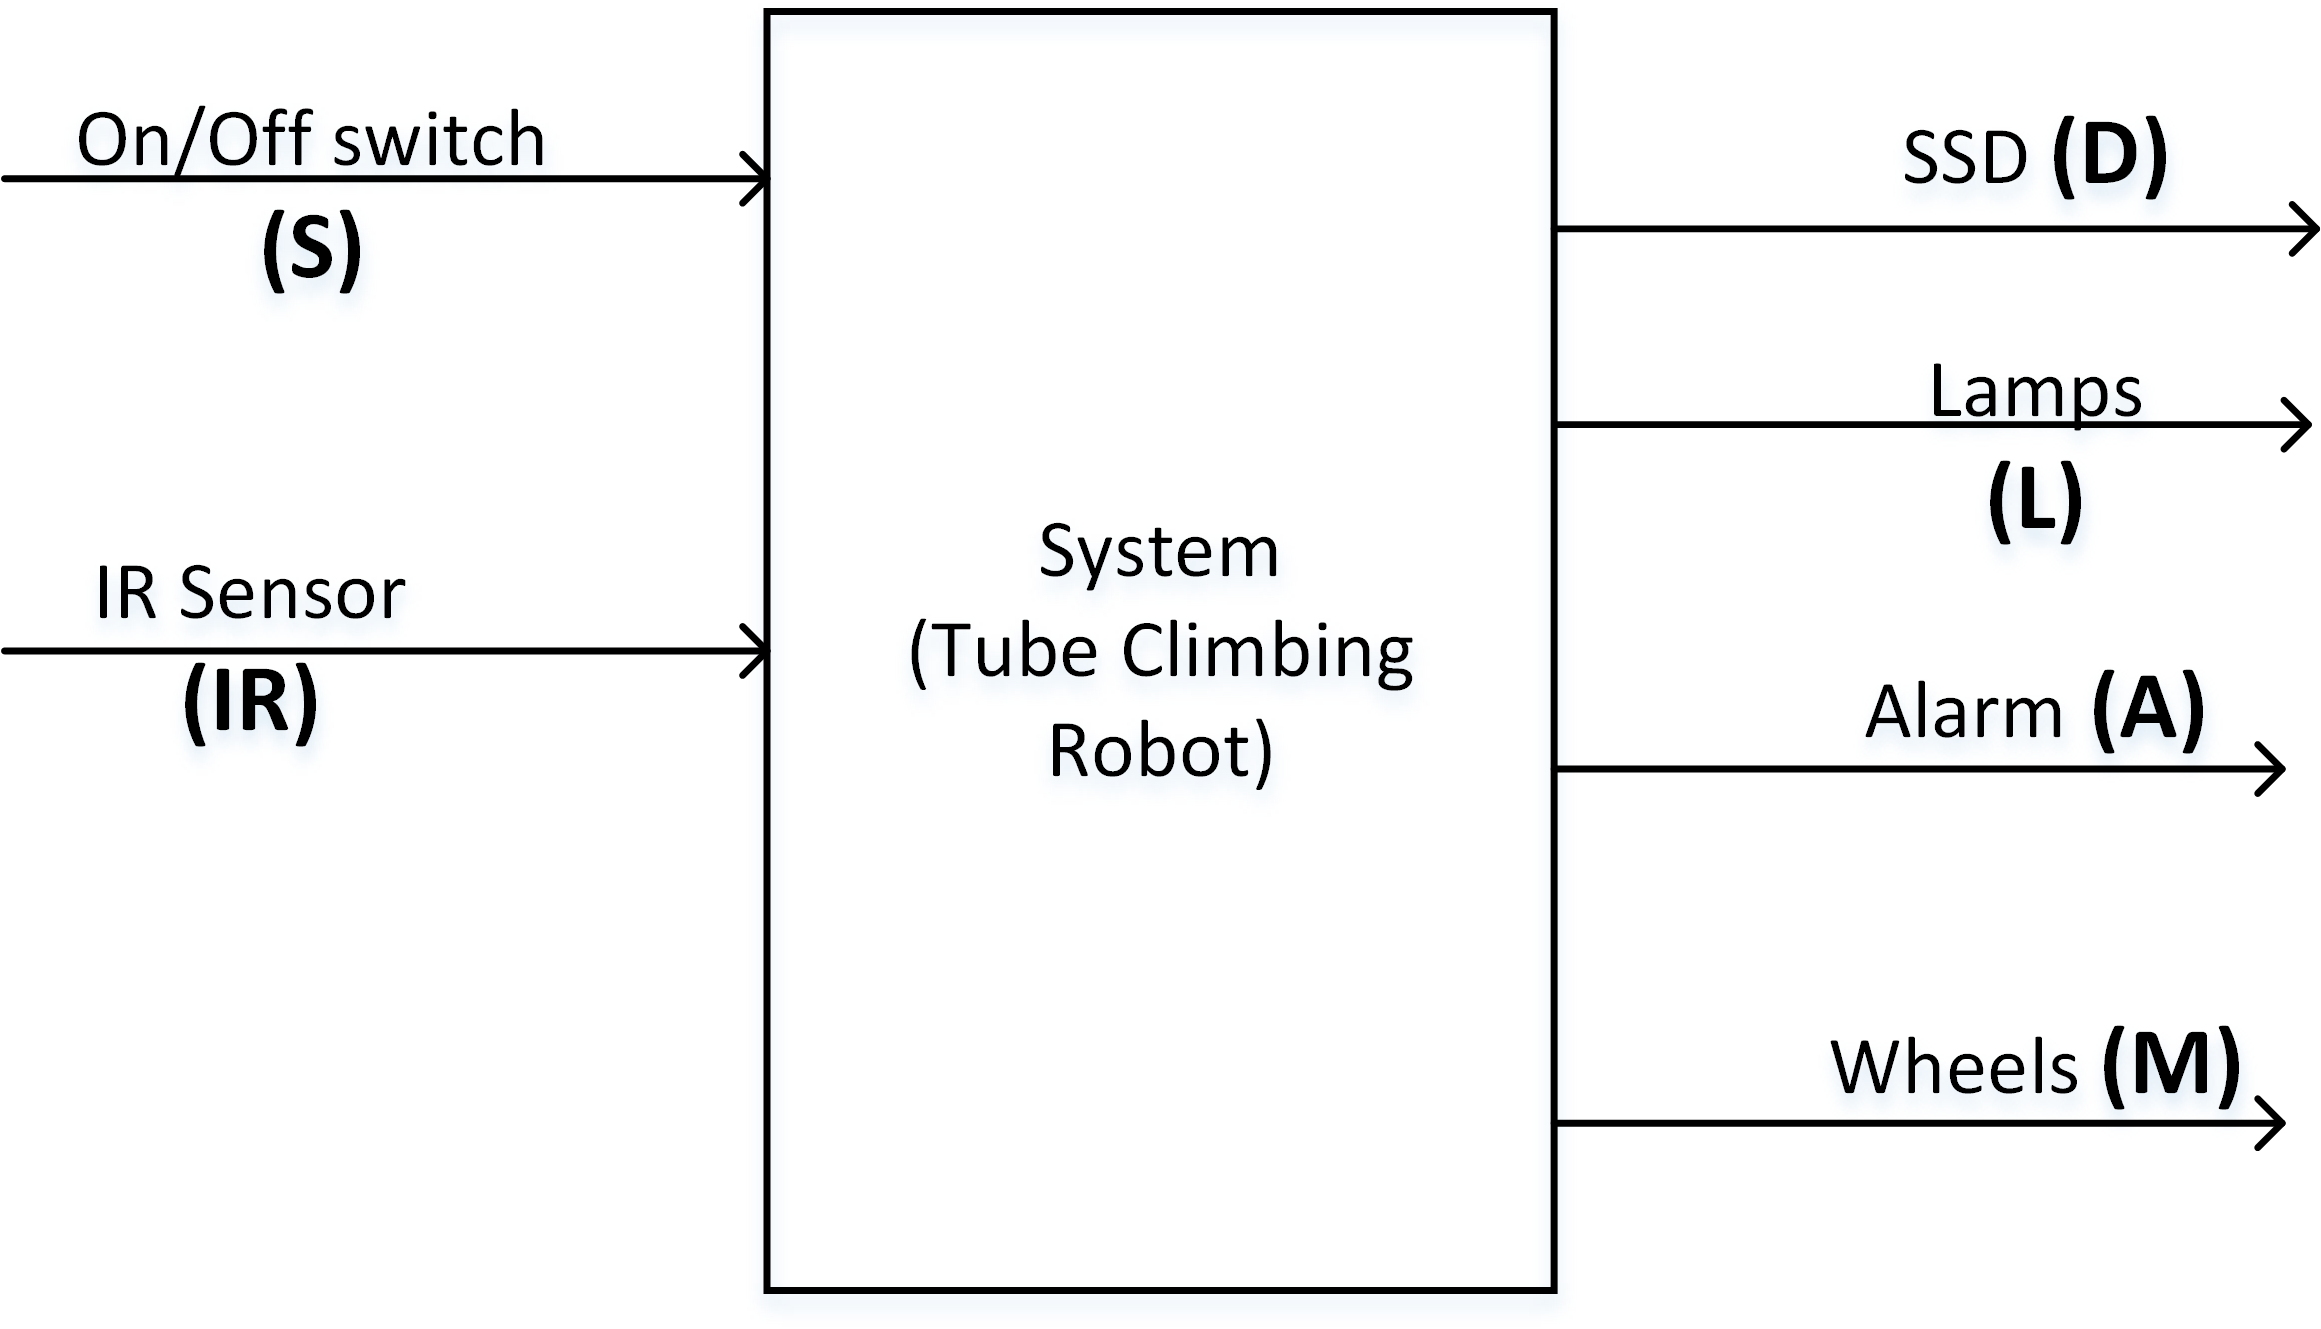 On/Off switch
(S)
IR Sensor
(IR)
System
(Tube Climbing
Robot)
SSD (D)
Lamps
(L)
Alarm (A)
Wheels (M)